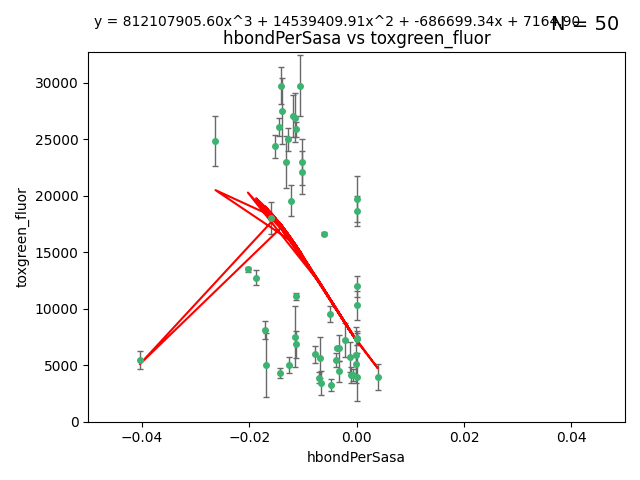 y = 812107905.60x^3 + 14539409.91x^2 + -686699.34x + 7164.90
N = 50
hbondPerSasa vs toxgreen_fluor
toxgreen_fluor
30000
25000
20000
15000
10000
5000
0
−0.04
−0.02
0.00
0.02
0.04
hbondPerSasa